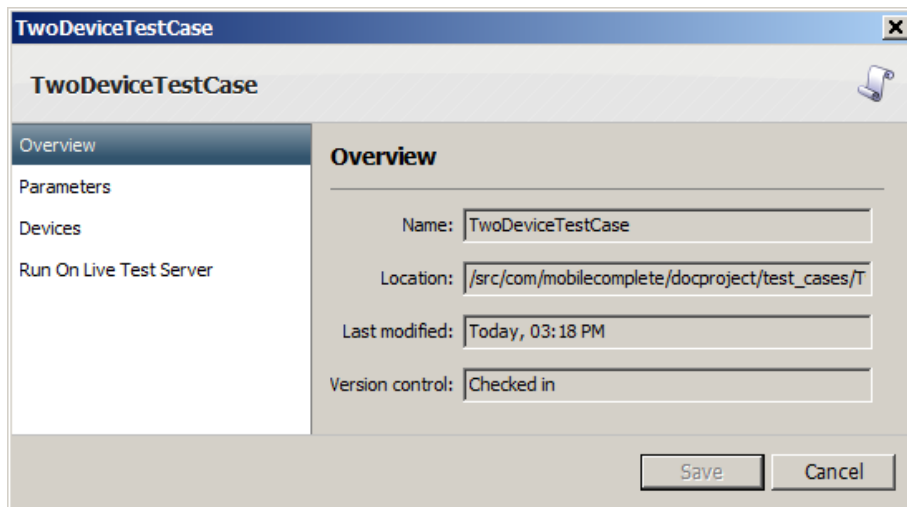 TwoDeviceTestCase
TwoDeviceTestCase
Overview
Parameters
Devices
Run On Live Test Server
Overview
Name: TwoDeviceTestCase
Location: /src/com/mobilecomplete/docproject/test_cases/T
Last modified: Today, 03:18 PM
Version control: Checked in
Save Cancel